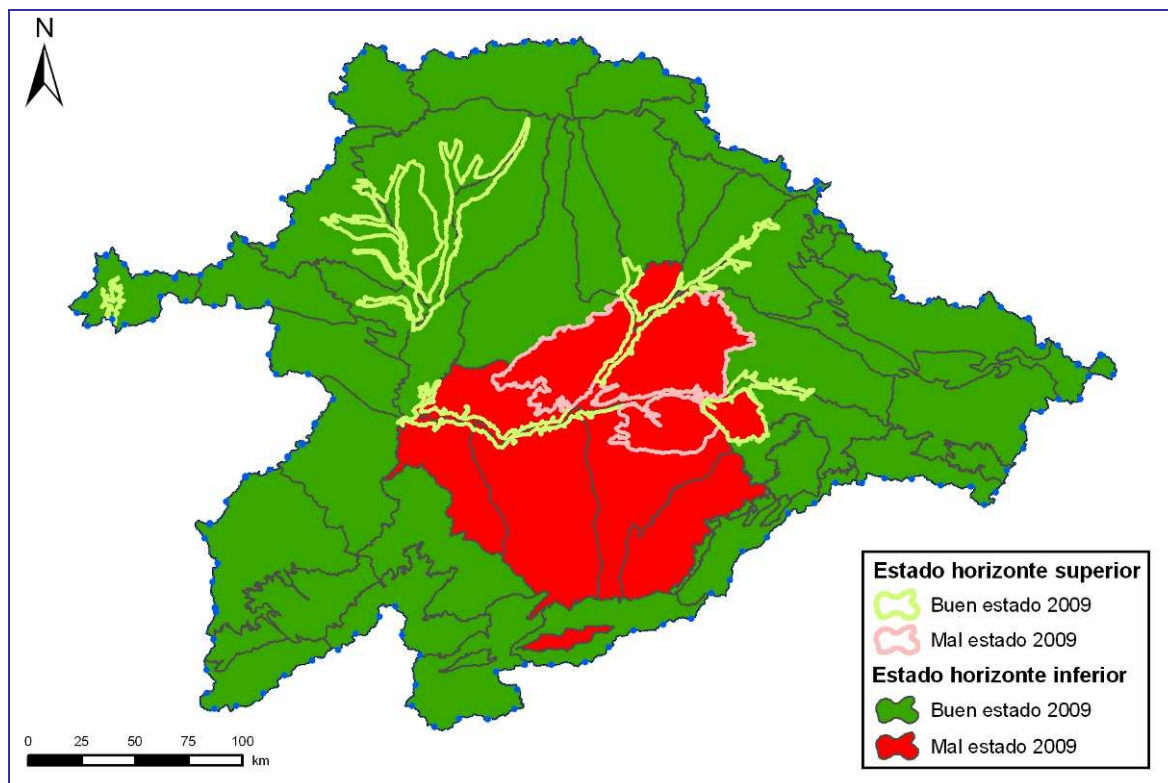 N
Estado horizonte superior
Buen estado 2009
Mal estado 2009
Estado horizonte inferior
Buen estado 2009
Mal estado 2009
0 25 50 75 100
km